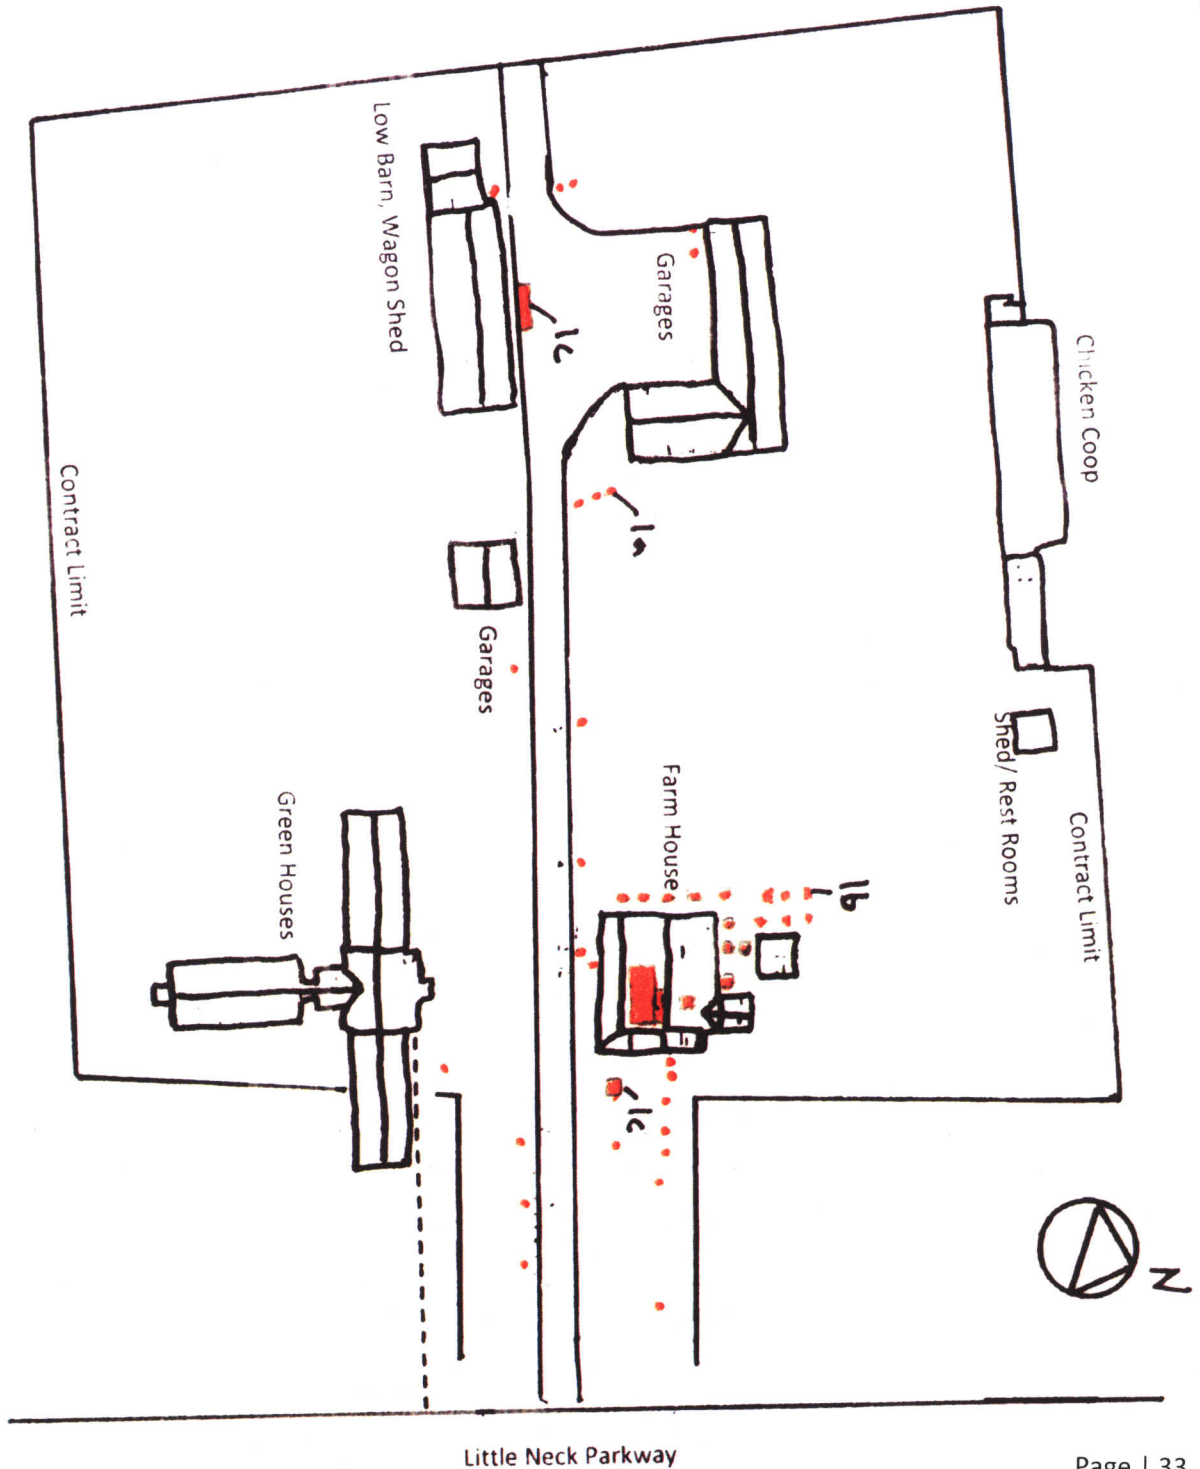 Low Barn, Wagon Shed
Garages
1c
Chicken Coop
Contract Limit
1a
Garages
Shed/ Rest Rooms
Contract Limit
Farm House
1b
Green Houses
1c
N
Little Neck Parkway
Page | 33